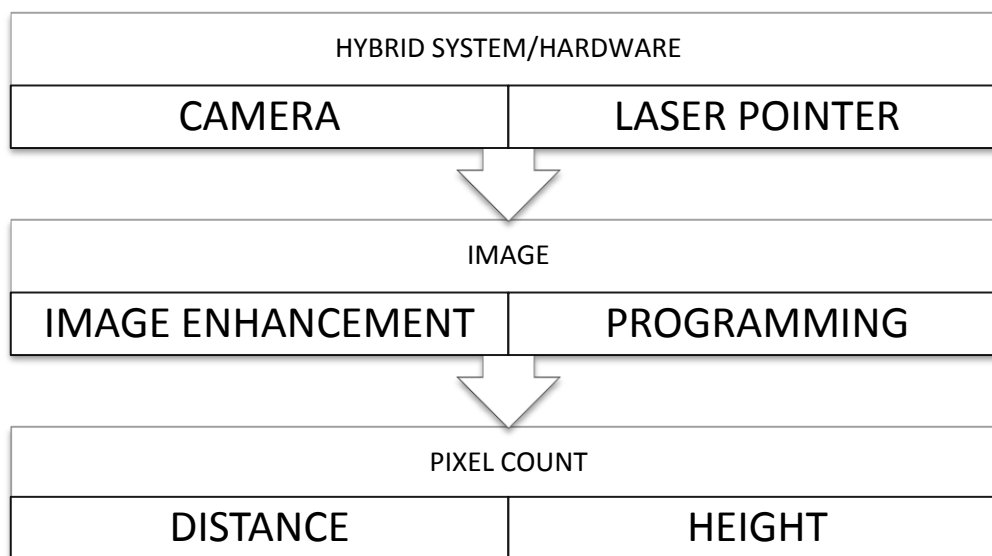 HYBRID SYSTEM/HARDWARE
CAMERA
LASER POINTER
IMAGE
IMAGE ENHANCEMENT
PROGRAMMING
PIXEL COUNT
DISTANCE
HEIGHT